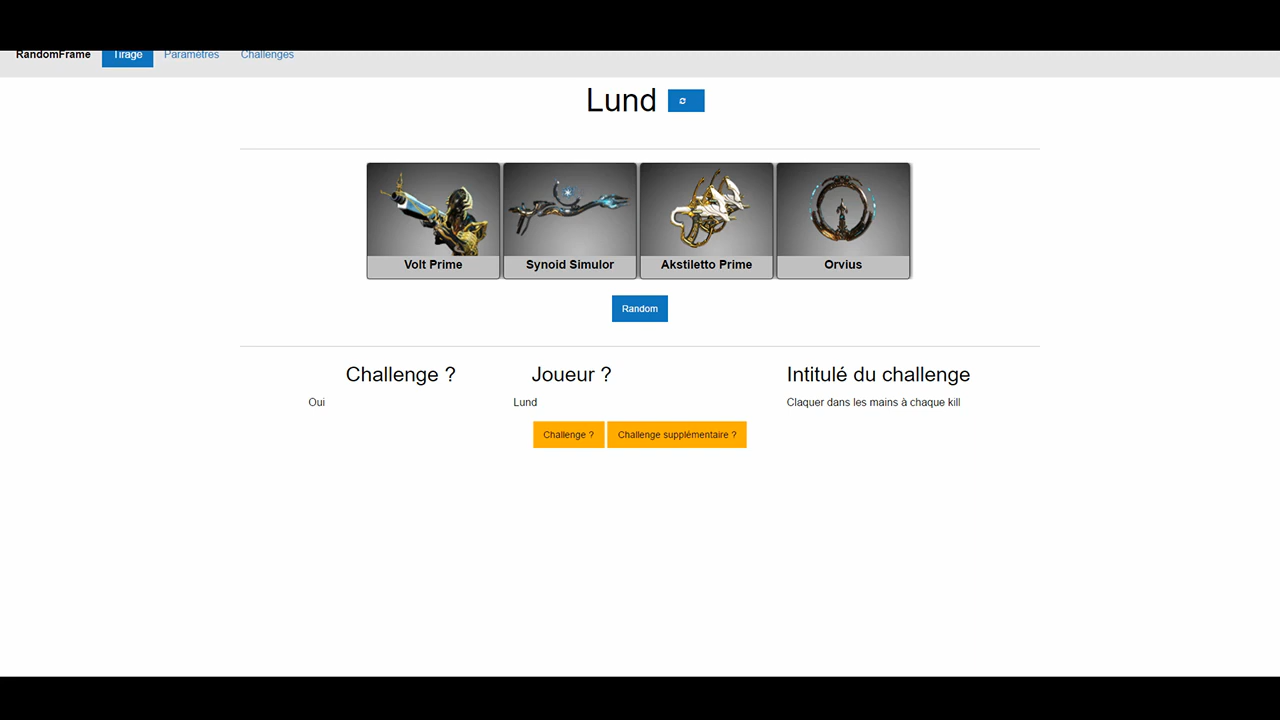 RandomFrame Tirage Paramètres Challenges
Lund
Volt Prime Synoid Simulor Akstiletto Prime Orvius
Random
Challenge ? Joueur ? Intitulé du challenge
Oui Lund Claquer dans les mains à chaque kill
Challenge ? Challenge supplémentaire ?